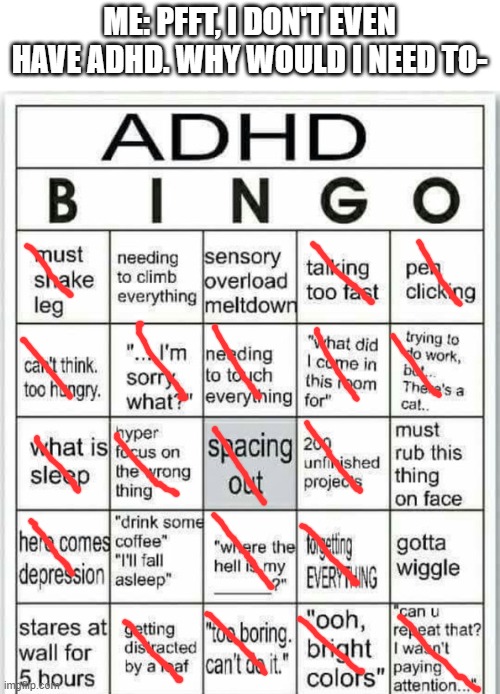 ME: PFFT, I DON'T EVEN
HAVE ADHD. WHY WOULD I NEED TO-
ADHD
B I N G O
must
shake
leg
needing
to climb
everything
sensory
overload
meltdown
talking
too fast
pen
clicking
can't think.
too hungry.
"... I'm
sorry
what?"
needing
to touch
everything
"what did
I come in
this room
for"
trying to
do work,
but...
There's a
cat..
what is
sleep
hyper
focus on
the wrong
thing
spacing
out
200
unfinished
projects
must
rub this
thing
on face
here comes
depression
"drink some
coffee"
"I'll fall
asleep"
"where the
hell is my
______?"
forgetting
EVERYTHING
gotta
wiggle
stares at
wall for
5 hours
getting
distracted
by a leaf
"too boring.
can't do it."
"ooh,
bright
colors"
"can u
repeat that?
I wasn't
paying
attention..."
imgflip.com